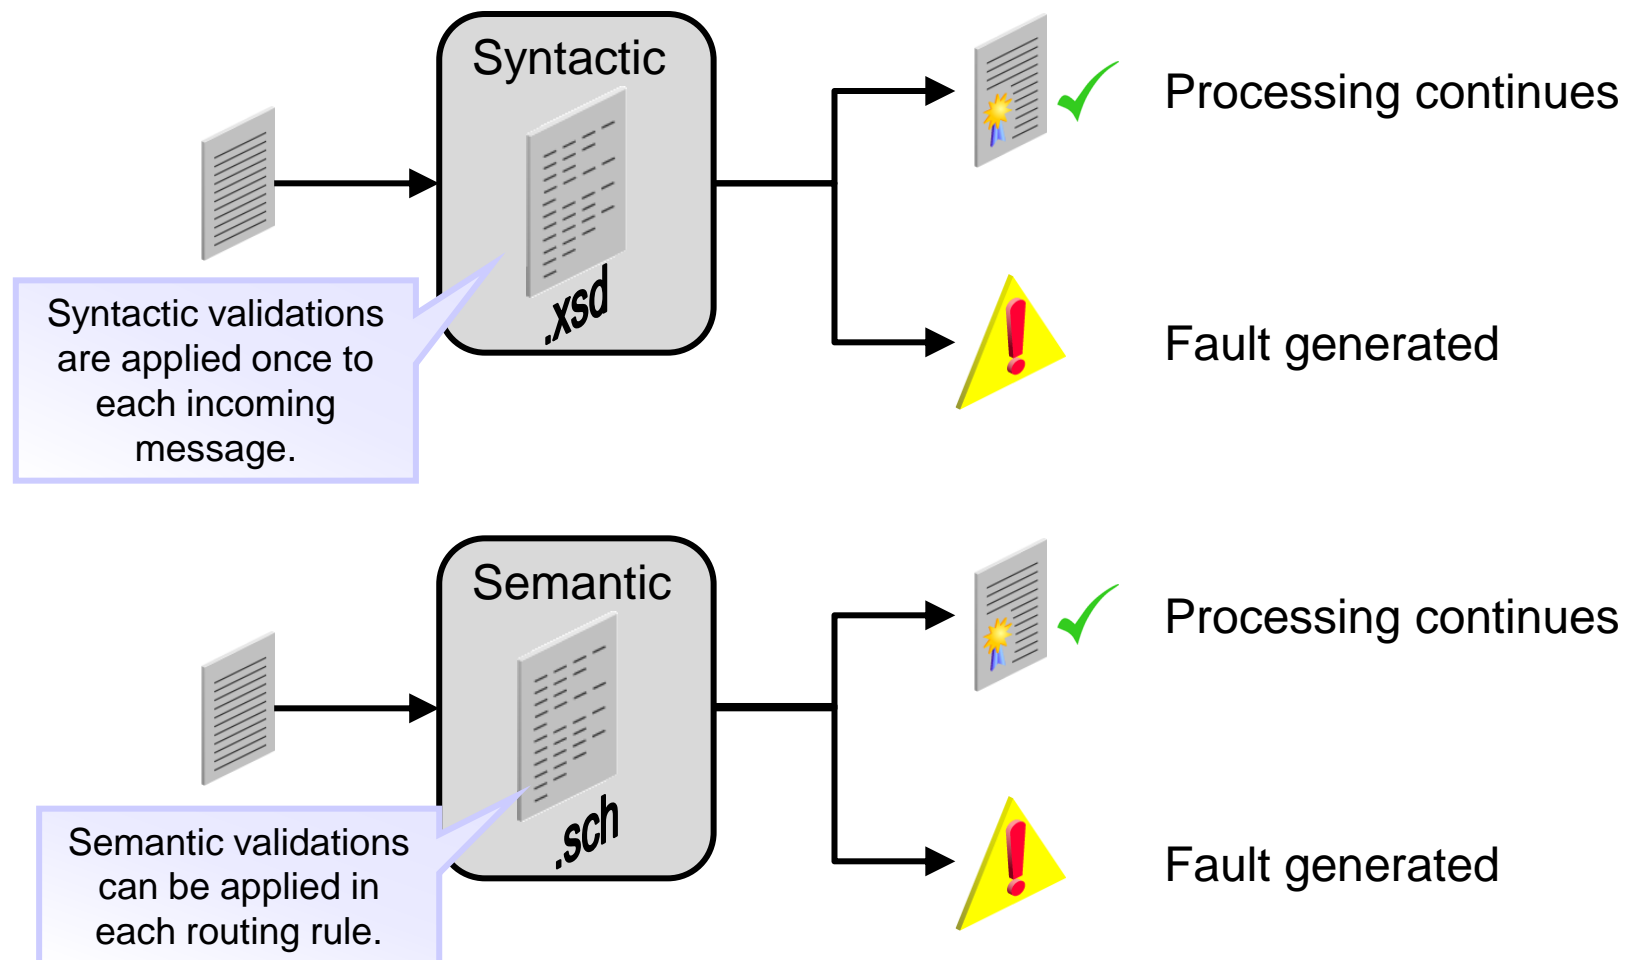 Syntactic
.xsd
Processing continues
Fault generated
Syntactic validations
are applied once to
each incoming
message.
Semantic
.sch
Processing continues
Fault generated
Semantic validations
can be applied in
each routing rule.